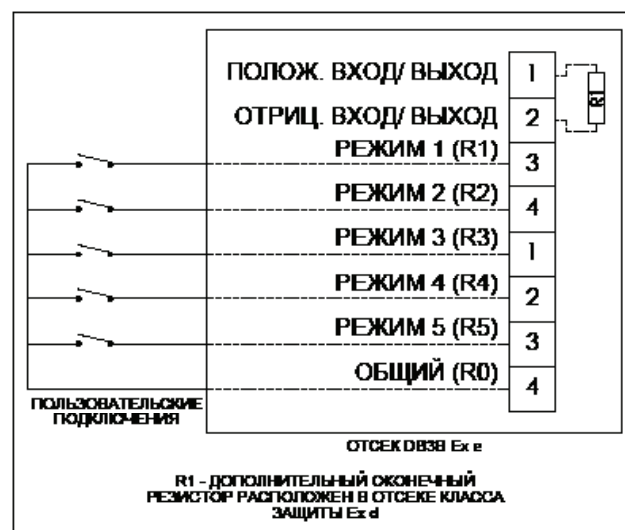 ПОЛОЖ. ВХОД/ ВЫХОД 1
R1
ОТРИЦ. ВХОД/ ВЫХОД 2
РЕЖИМ 1 (R1) 3
РЕЖИМ 2 (R2) 4
РЕЖИМ 3 (R3) 1
РЕЖИМ 4 (R4) 2
РЕЖИМ 5 (R5) 3
ОБЩИЙ (R0) 4
ПОЛЬЗОВАТЕЛЬСКИЕ
ПОДКЛЮЧЕНИЯ
ОТСЕК DB3B Ex e
R1 - ДОПОЛНИТЕЛЬНЫЙ ОКОНЕЧНЫЙ
РЕЗИСТОР РАСПОЛОЖЕН В ОТСЕКЕ КЛАССА
ЗАЩИТЫ Ex d